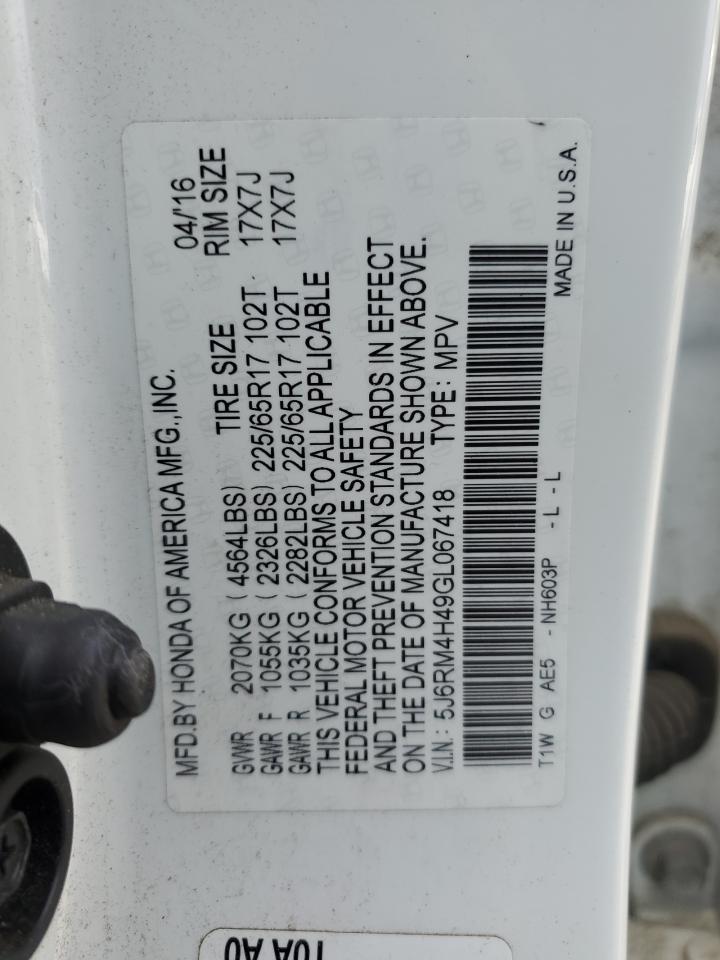 MFD.BY HONDA OF AMERICA MFG.,INC. 04/'16
TIRE SIZE RIM SIZE
GVWR 2070KG ( 4564LBS)
GAWR F 1055KG ( 2326LBS) 225/65R17 102T 17X7J
GAWR R 1035KG ( 2282LBS) 225/65R17 102T 17X7J
THIS VEHICLE CONFORMS TO ALL APPLICABLE
FEDERAL MOTOR VEHICLE SAFETY
AND THEFT PREVENTION STANDARDS IN EFFECT
ON THE DATE OF MANUFACTURE SHOWN ABOVE.
V.I.N: 5J6RM4H49GL067418 TYPE: MPV
T1W G AE5 -NH603P -L -L MADE IN U.S.A.